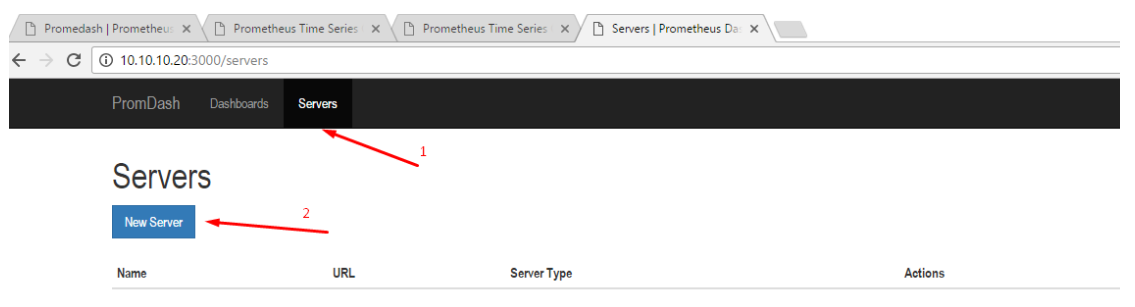 Promedash | Prometheus Prometheus Time Series Prometheus Time Series Servers | Prometheus Da
10.10.10.20:3000/servers
PromDash Dashboards Servers
1
Servers
New Server 2
Name URL Server Type Actions